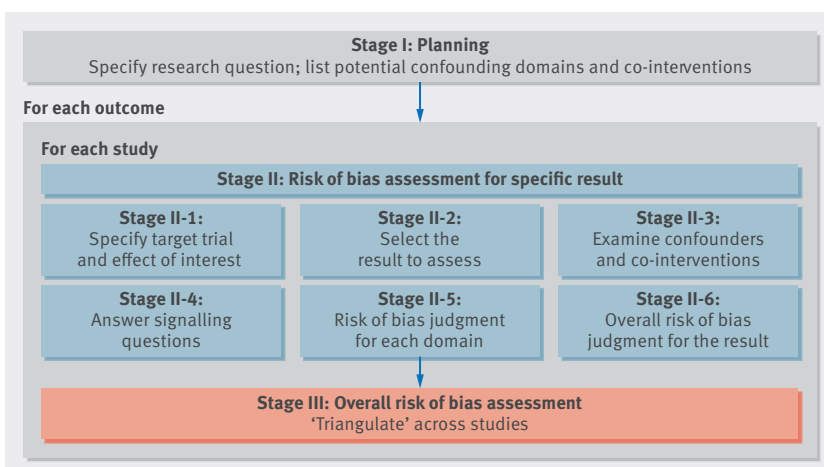 Stage I: Planning
Specify research question; list potential confounding domains and co-interventions
For each outcome
For each study
Stage II: Risk of bias assessment for specific result
Stage II-1:
Specify target trial
and effect of interest
Stage II-2:
Select the
result to assess
Stage II-3:
Examine confounders
and co-interventions
Stage II-4:
Answer signalling
questions
Stage II-5:
Risk of bias judgment
for each domain
Stage II-6:
Overall risk of bias
judgment for the result
Stage III: Overall risk of bias assessment
‘Triangulate’ across studies